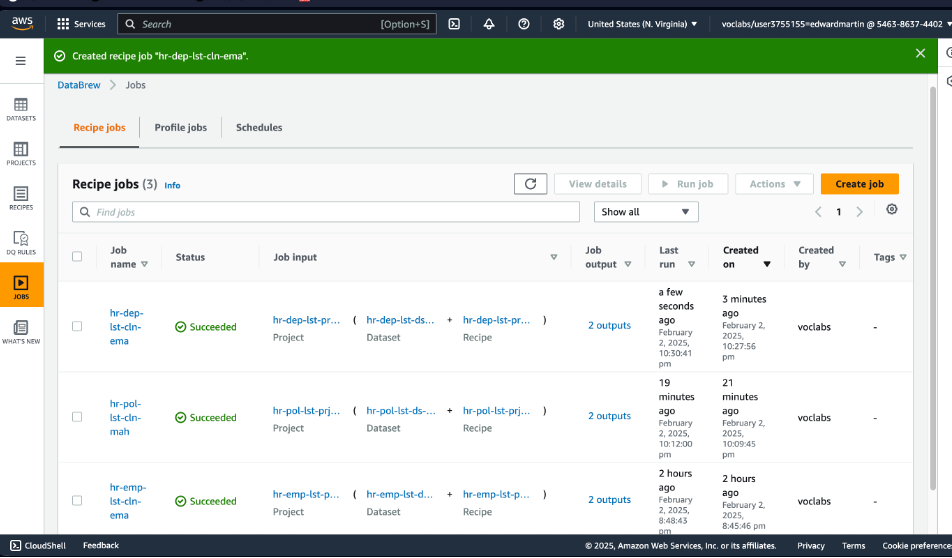 aws
Services
Search
[Option+S]
United States (N. Virginia)
voclabs/user3755155=edwardmartin @ 5463-8637-4402
Created recipe job "hr-dep-lst-cln-ema".
DataBrew
Jobs
DATASETS
PROJECTS
RECIPES
DQ RULES
JOBS
WHAT'S NEW
Recipe jobs
Profile jobs
Schedules
Recipe jobs (3) Info
View details
Run job
Actions
Create job
Find jobs
Show all
1
Job name
Status
Job input
Job output
Last run
Created on
Created by
Tags
hr-dep-
lst-cln-
ema
Succeeded
hr-dep-lst-pr... ( hr-dep-lst-ds... + hr-dep-lst-pr... )
Project Dataset Recipe
2 outputs
a few
seconds
ago
February
2, 2025,
10:30:41
pm
3 minutes
ago
February 2,
2025,
10:27:56
pm
voclabs
-
hr-pol-
lst-cln-
mah
Succeeded
hr-pol-lst-prj... ( hr-pol-lst-ds-... + hr-pol-lst-prj... )
Project Dataset Recipe
2 outputs
19
minutes
ago
February
2, 2025,
10:12:00
pm
21
minutes
ago
February 2,
2025,
10:09:45
pm
voclabs
-
hr-emp-
lst-cln-
ema
Succeeded
hr-emp-lst-p... ( hr-emp-lst-d... + hr-emp-lst-p... )
Project Dataset Recipe
2 outputs
2 hours
ago
February
2, 2025,
8:48:43
pm
2 hours
ago
February 2,
2025,
8:45:46 pm
voclabs
-
CloudShell
Feedback
© 2025, Amazon Web Services, Inc. or its affiliates.
Privacy
Terms
Cookie preferences